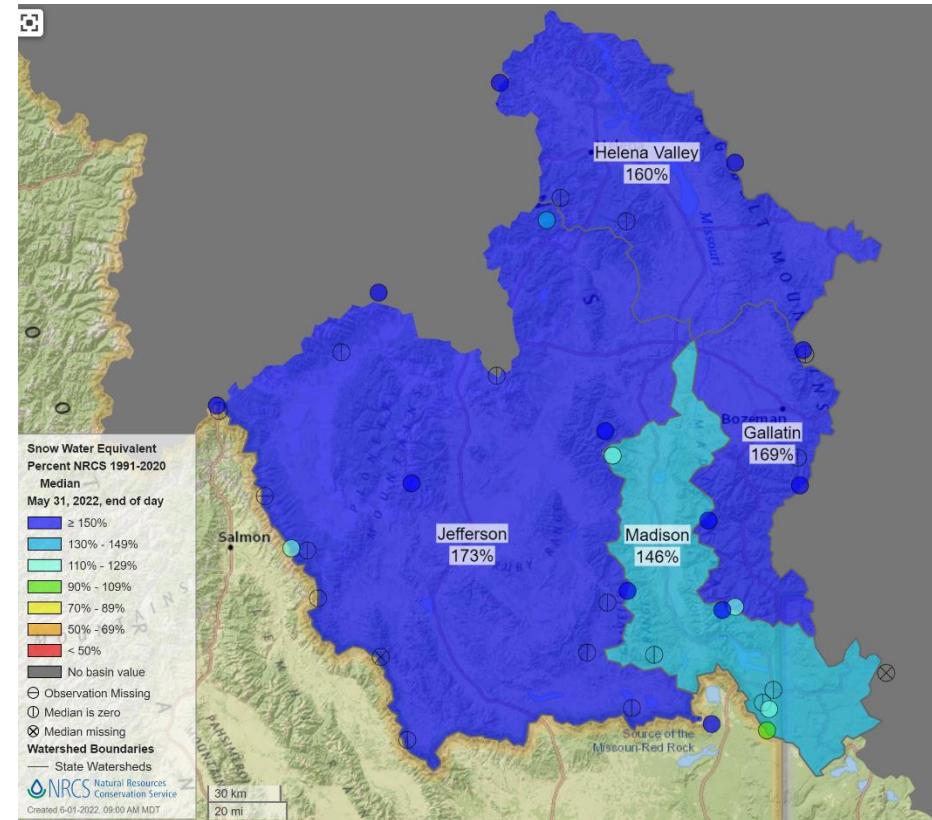 Helena Valley
160%
Missouri
Bozeman
Gallatin
169%
Jefferson
173%
Madison
146%
RUBY
Salmon
Source of the
Missouri-Red Rock
PAHSIMEROI
MOUNTAINS
Snow Water Equivalent
Percent NRCS 1991-2020
Median
May 31, 2022, end of day
≥ 150%
130% - 149%
110% - 129%
90% - 109%
70% - 89%
50% - 69%
< 50%
No basin value
Observation Missing
Median is zero
Median missing
Watershed Boundaries
State Watersheds
NRCS Natural Resources
Conservation Service
Created 6-01-2022, 09:00 AM MDT
30 km
20 mi